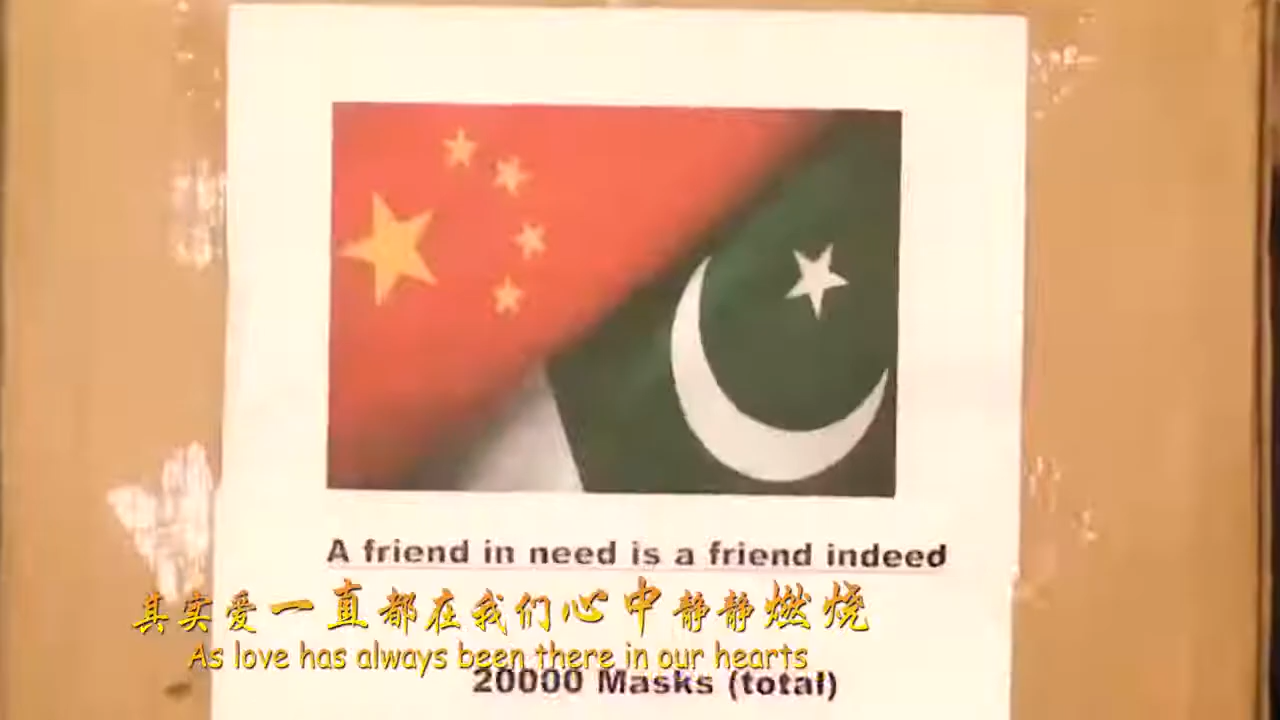 A friend in need is a friend indeed
其实爱一直都在我们心中静静燃烧
As love has always been there in our hearts
20000 Masks (total)